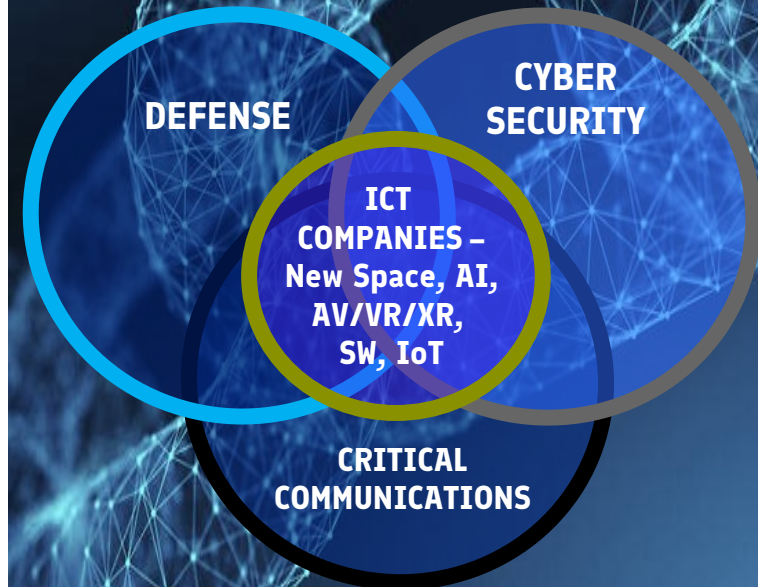 DEFENSE
CYBER
SECURITY
ICT
COMPANIES –
New Space, AI,
AV/VR/XR,
SW, IoT
CRITICAL
COMMUNICATIONS